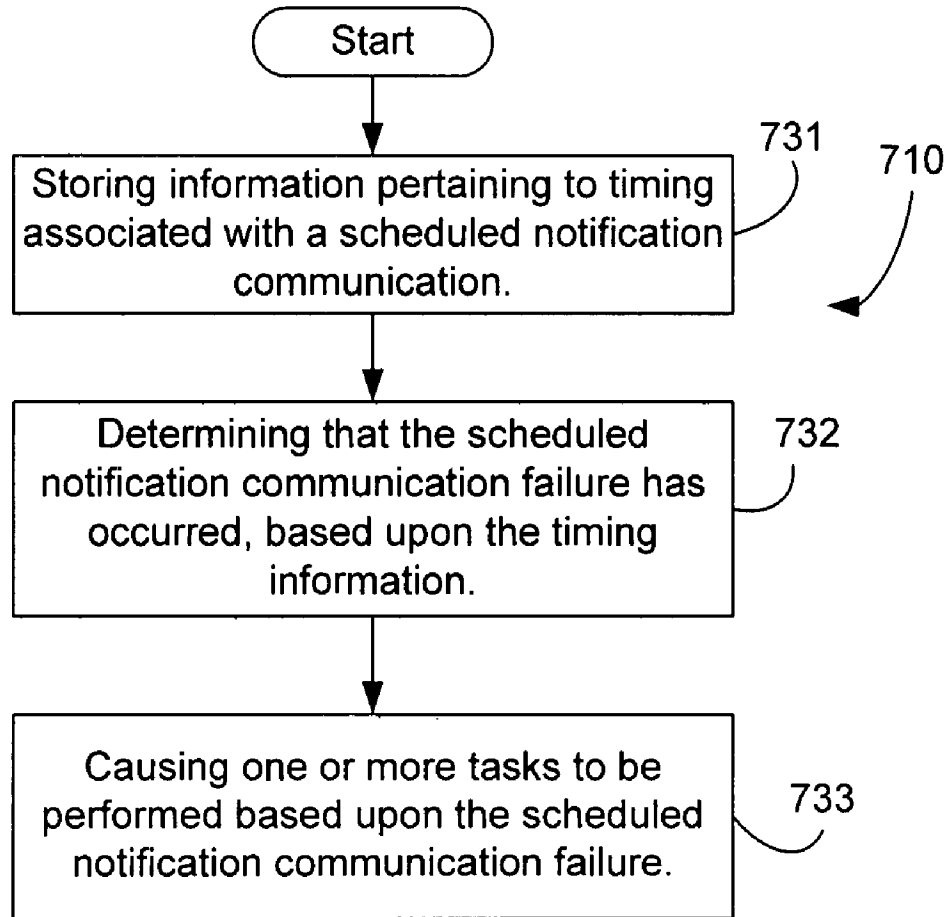 Start
Storing information pertaining to timing
associated with a scheduled notification
communication.
731
710
Determining that the scheduled
notification communication failure has
occurred, based upon the timing
information.
732
Causing one or more tasks to be
performed based upon the scheduled
notification communication failure.
733